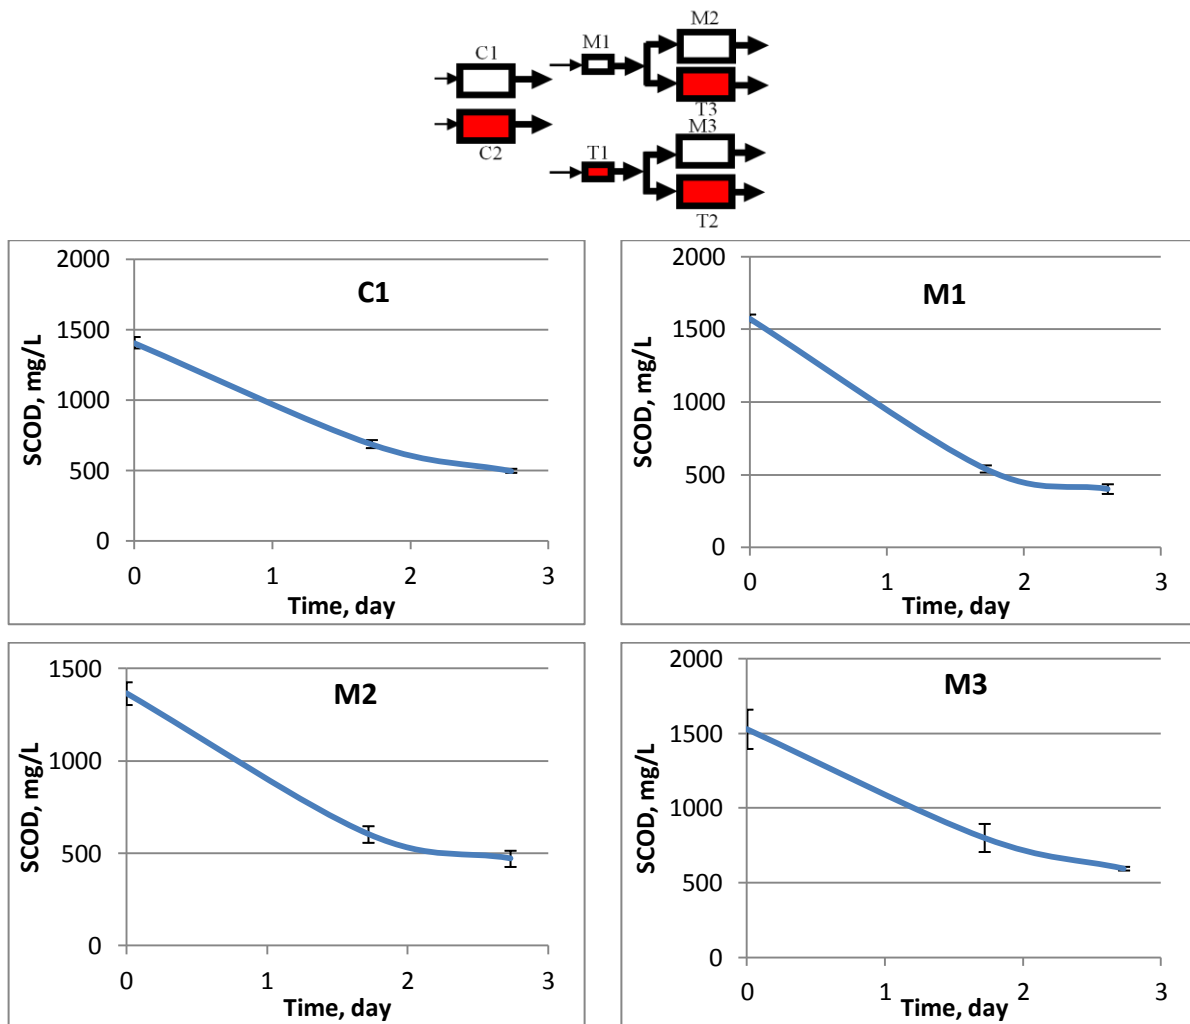 M2
M1
C1
T3
M3
C2
T1
T2
2000
1500
1000
500
0
0 1 2 3
SCOD, mg/L
Time, day
C1
2000
1500
1000
500
0
0 1 2 3
SCOD, mg/L
Time, day
M1
1500
1000
500
0
0 1 2 3
SCOD, mg/L
Time, day
M2
2000
1500
1000
500
0
0 1 2 3
SCOD, mg/L
Time, day
M3